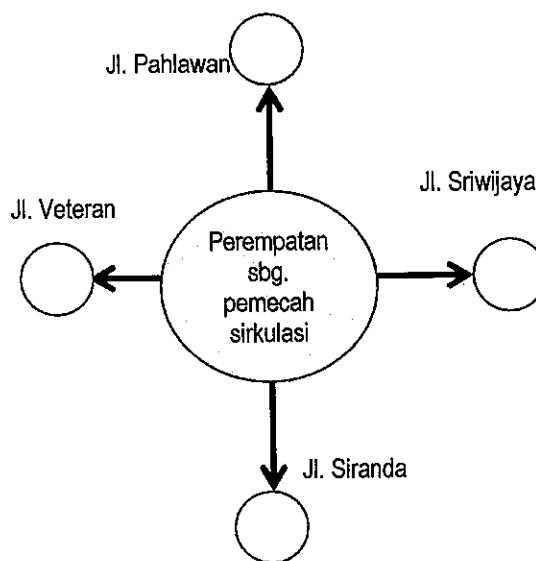 Jl. Pahlawan
Jl. Sriwijaya
Jl. Veteran
Perempatan
sbg.
pemecah
sirkulasi
Jl. Siranda